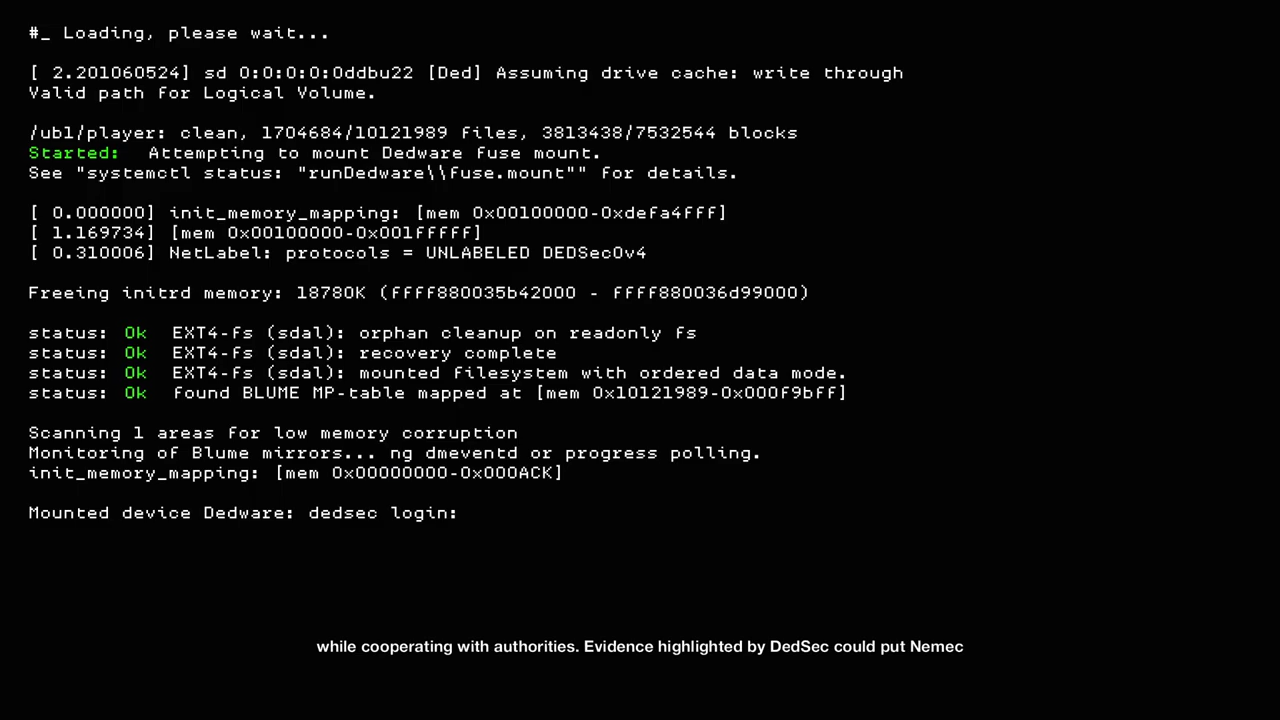 #_ Loading, please wait...
[ 2.201060524] sd 0:0:0:0:0ddbu22 [Ded] Assuming drive cache: write through
Valid path for Logical Volume.
/ubl/player: clean, 1704684/10121989 files, 3813438/7532544 blocks
Started: Attempting to mount Dedware Fuse mount.
See "systemctl status: "runDedware\\fuse.mount"" for details.
[ 0.000000] init_memory_mapping: [mem 0x00100000-0xdefa4fff]
[ 1.169734] [mem 0x00100000-0x001fffff]
[ 0.310006] NetLabel: protocols = UNLABELED DEDSecOv4
Freeing initrd memory: 18780K (ffff880035b42000 - ffff880036d99000)
status: Ok EXT4-fs (sdal): orphan cleanup on readonly fs
status: Ok EXT4-fs (sdal): recovery complete
status: Ok EXT4-fs (sdal): mounted filesystem with ordered data mode.
status: Ok found BLUME MP-table mapped at [mem 0x10121989-0x000f9bff]
Scanning 1 areas for low memory corruption
Monitoring of Blume mirrors... ng dmeventd or progress polling.
init_memory_mapping: [mem 0x00000000-0x000ACK]
Mounted device Dedware: dedsec login:
while cooperating with authorities. Evidence highlighted by DedSec could put Nemec